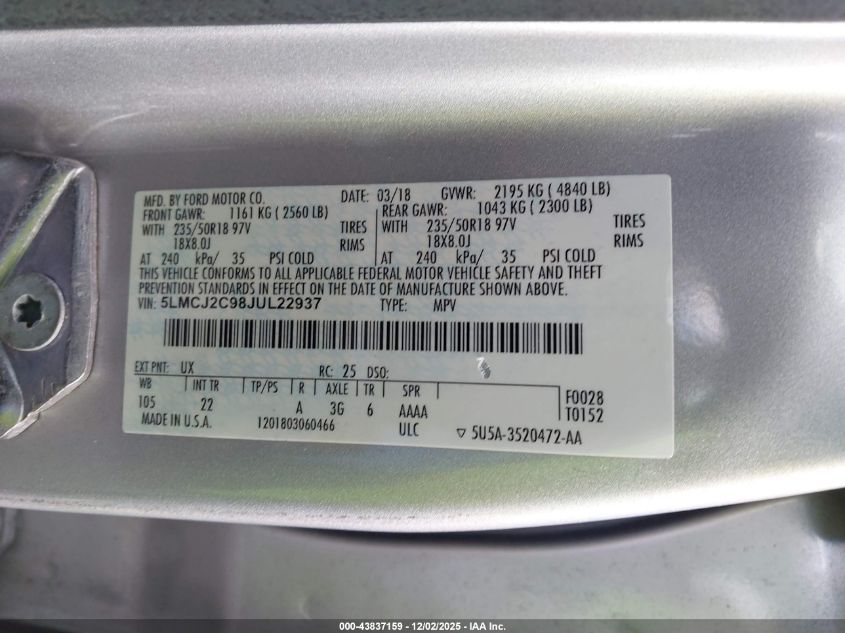 MFD. BY FORD MOTOR CO. DATE: 03/18 GVWR: 2195 KG ( 4840 LB)
FRONT GAWR: 1161 KG ( 2560 LB) REAR GAWR: 1043 KG ( 2300 LB)
WITH 235/50R18 97V TIRES WITH 235/50R18 97V TIRES
18X8.0J RIMS 18X8.0J RIMS
AT 240 kPa/ 35 PSI COLD AT 240 kPa/ 35 PSI COLD
THIS VEHICLE CONFORMS TO ALL APPLICABLE FEDERAL MOTOR VEHICLE SAFETY AND THEFT
PREVENTION STANDARDS IN EFFECT ON THE DATE OF MANUFACTURE SHOWN ABOVE.
VIN: 5LMCJ2C98JUL22937 TYPE: MPV
EXT PNT: UX RC: 25 DSO:
WB INT TR TP/PS R AXLE TR SPR F0028
105 22 A 3G 6 AAAA T0152
MADE IN U.S.A. 1201803060466 ULC ▽ 5U5A-3520472-AA
000-43837159 • 12/02/2025 - IAA Inc.